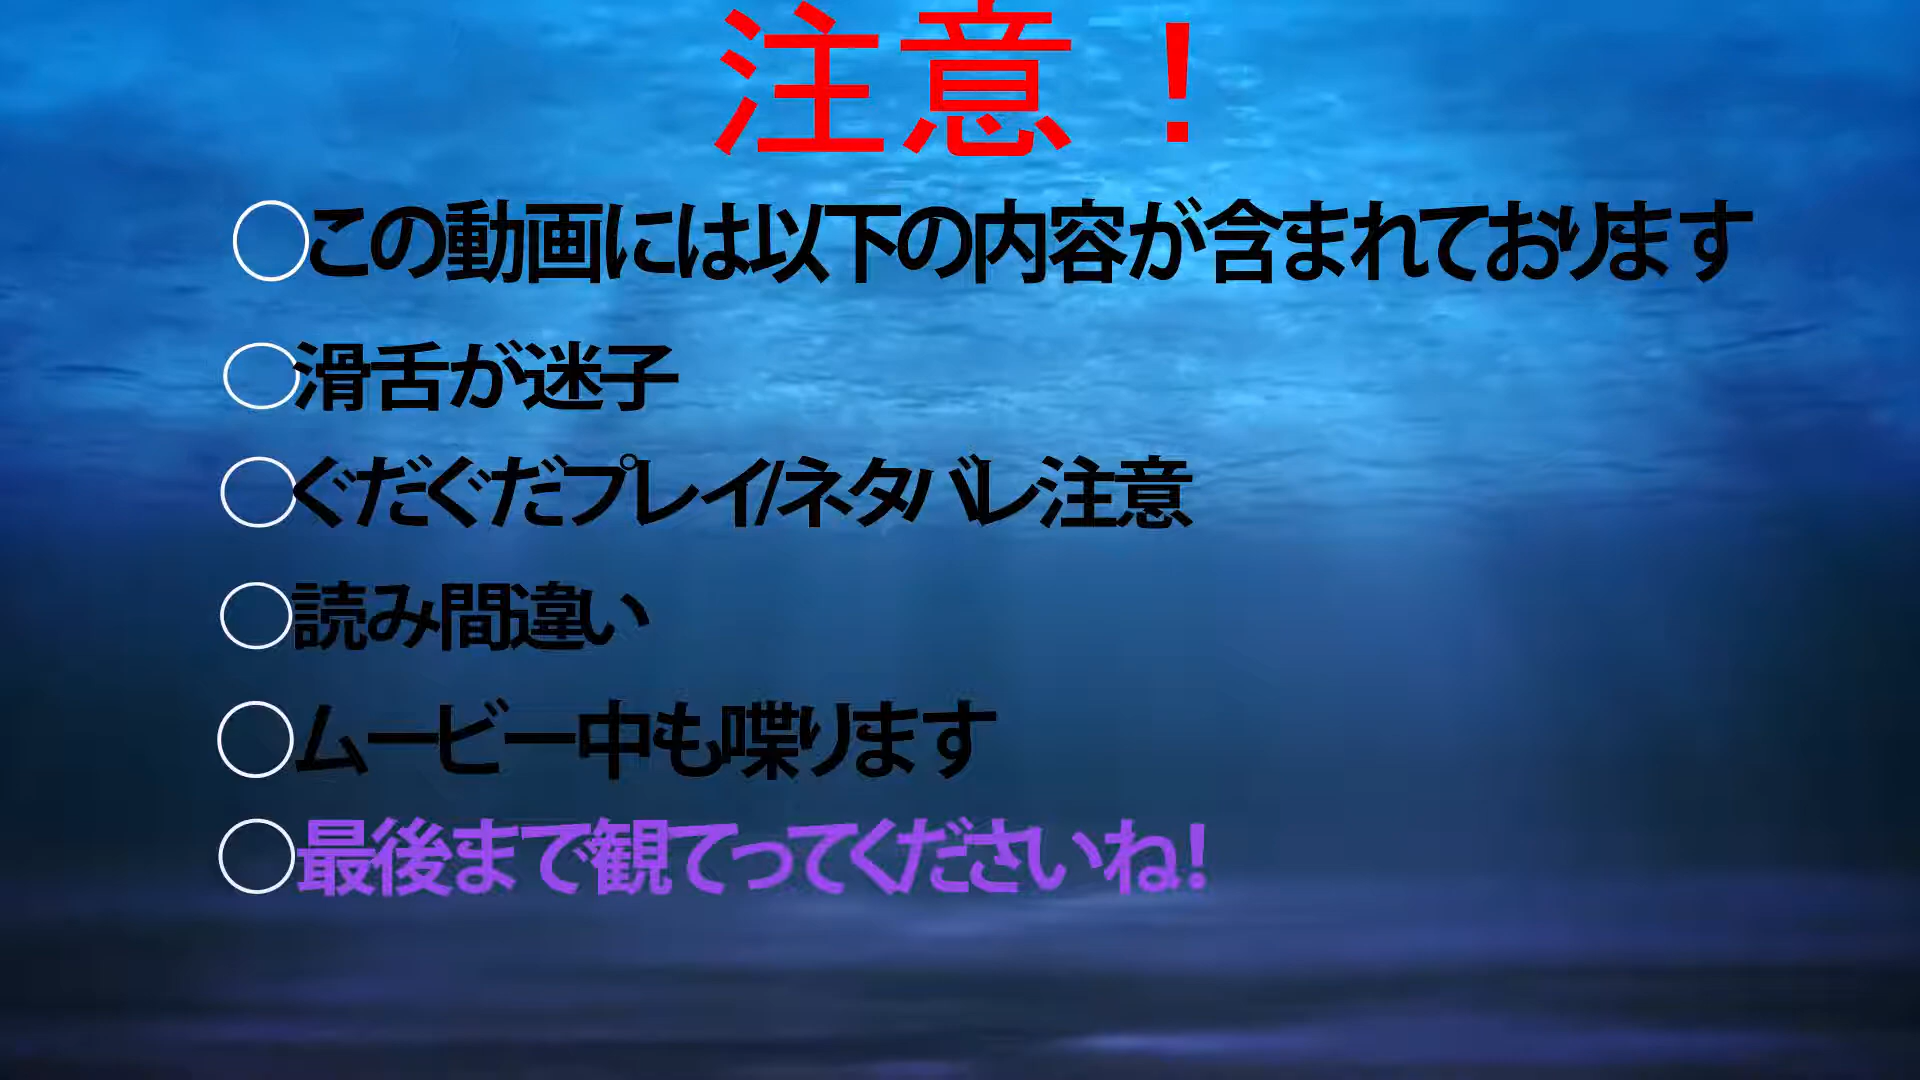 注意！
○この動画には以下の内容が含まれております
○滑舌が迷子
○ぐだぐだプレイ/ネタバレ注意
○読み間違い
○ムービー中も喋ります
○最後まで観てってくださいね!